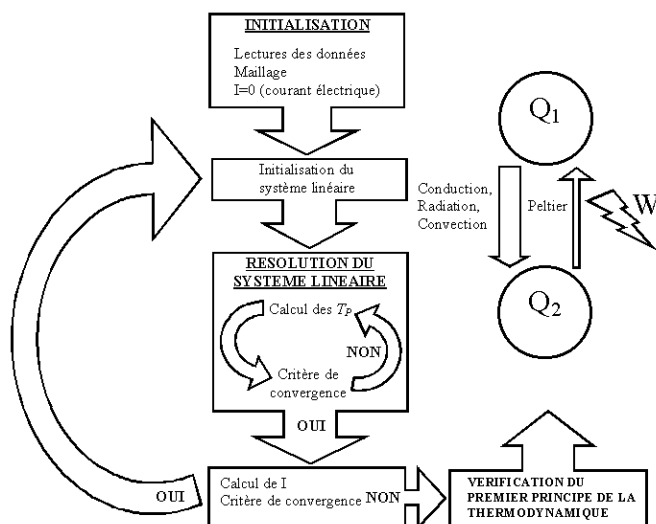 INITIALISATION
Lectures des données
Maillage
I=0 (courant électrique)
Initialisation du
système linéaire
RESOLUTION DU
SYSTEME LINEAIRE
Calcul des T_P
NON
Critère de
convergence
OUI
Calcul de I
Critère de convergence
NON
OUI
Q₁
Conduction,
Radiation,
Convection
Peltier
W
Q₂
VERIFICATION DU
PREMIER PRINCIPE DE LA
THERMODYNAMIQUE